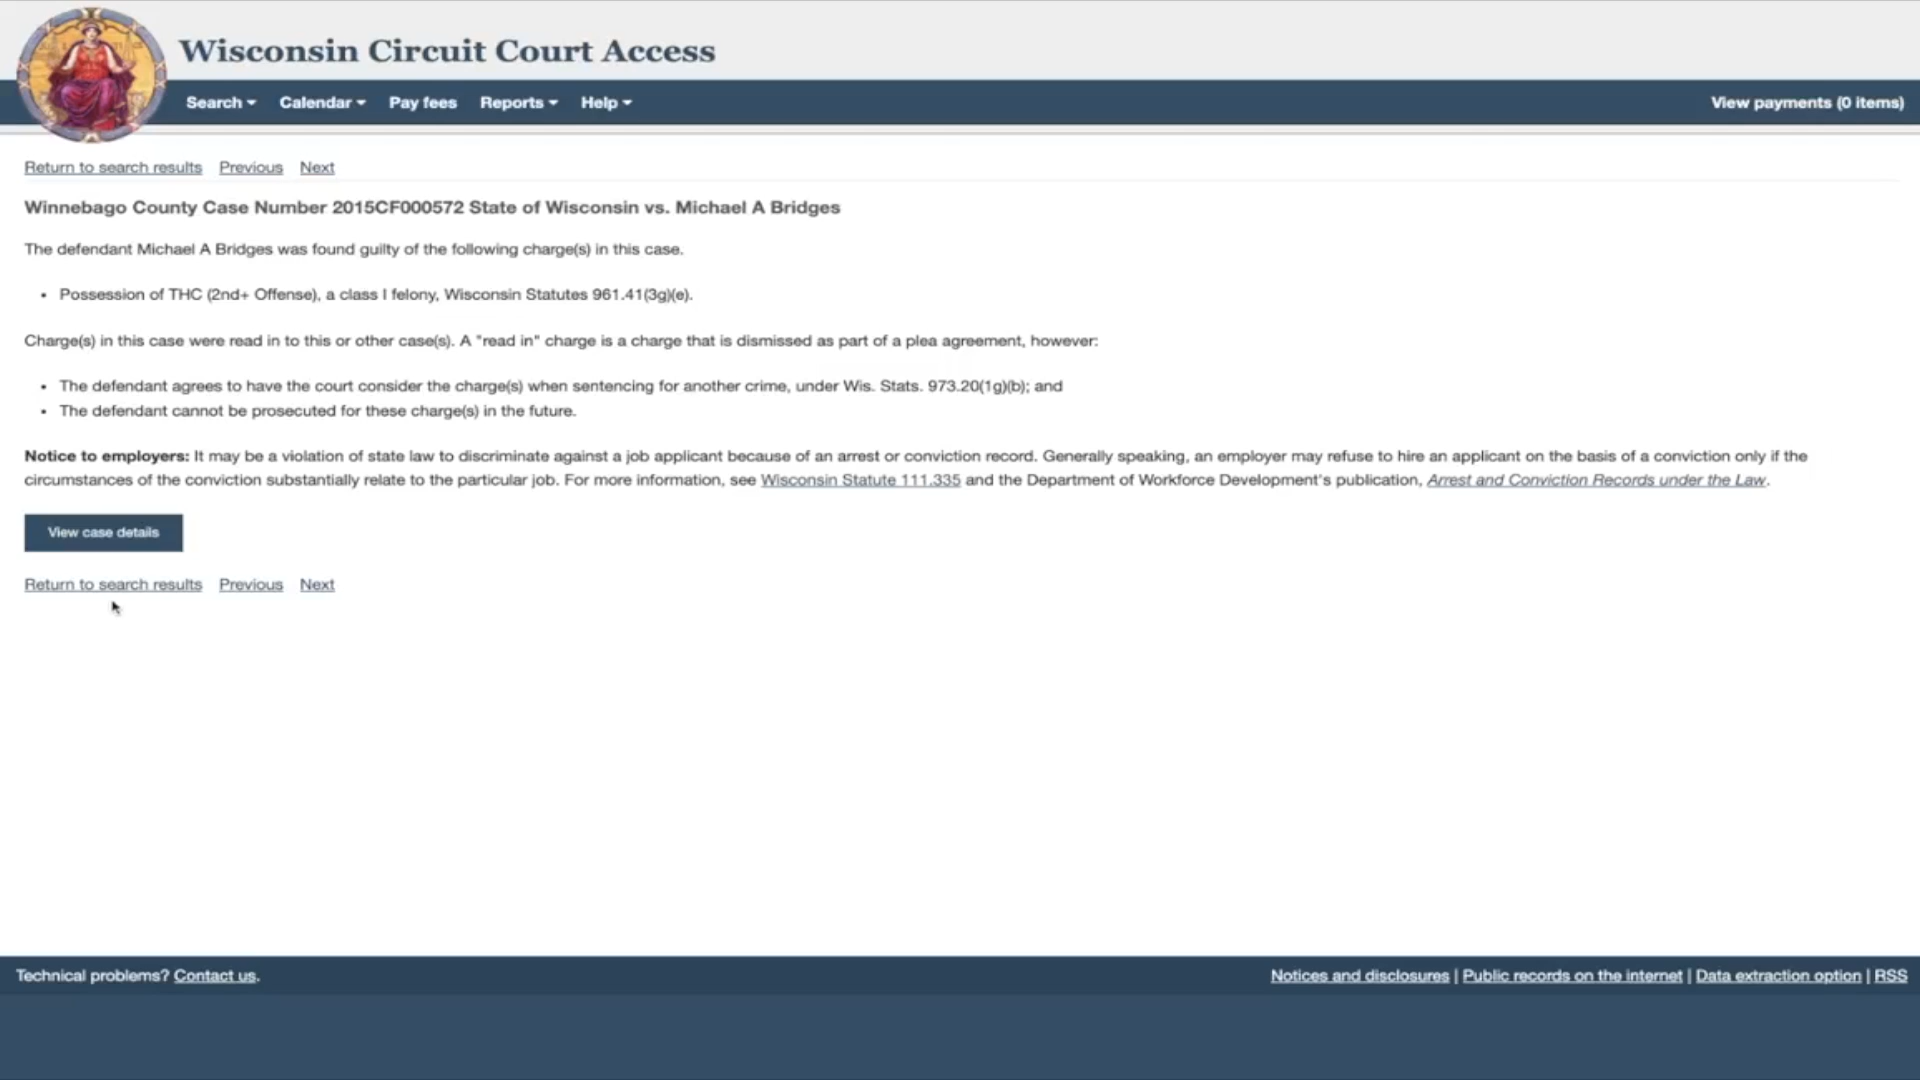 Wisconsin Circuit Court Access
Search Calendar Pay fees Reports Help View payments (0 items)
Return to search results Previous Next
Winnebago County Case Number 2015CF000572 State of Wisconsin vs. Michael A Bridges
The defendant Michael A Bridges was found guilty of the following charge(s) in this case.
• Possession of THC (2nd+ Offense), a class I felony, Wisconsin Statutes 961.41(3g)(e).
Charge(s) in this case were read in to this or other case(s). A "read in" charge is a charge that is dismissed as part of a plea agreement, however:
• The defendant agrees to have the court consider the charge(s) when sentencing for another crime, under Wis. Stats. 973.20(1g)(b); and
• The defendant cannot be prosecuted for these charge(s) in the future.
Notice to employers: It may be a violation of state law to discriminate against a job applicant because of an arrest or conviction record. Generally speaking, an employer may refuse to hire an applicant on the basis of a conviction only if the
circumstances of the conviction substantially relate to the particular job. For more information, see Wisconsin Statute 111.335 and the Department of Workforce Development's publication, Arrest and Conviction Records under the Law.
View case details
Return to search results Previous Next
Technical problems? Contact us. Notices and disclosures | Public records on the internet | Data extraction option | RSS